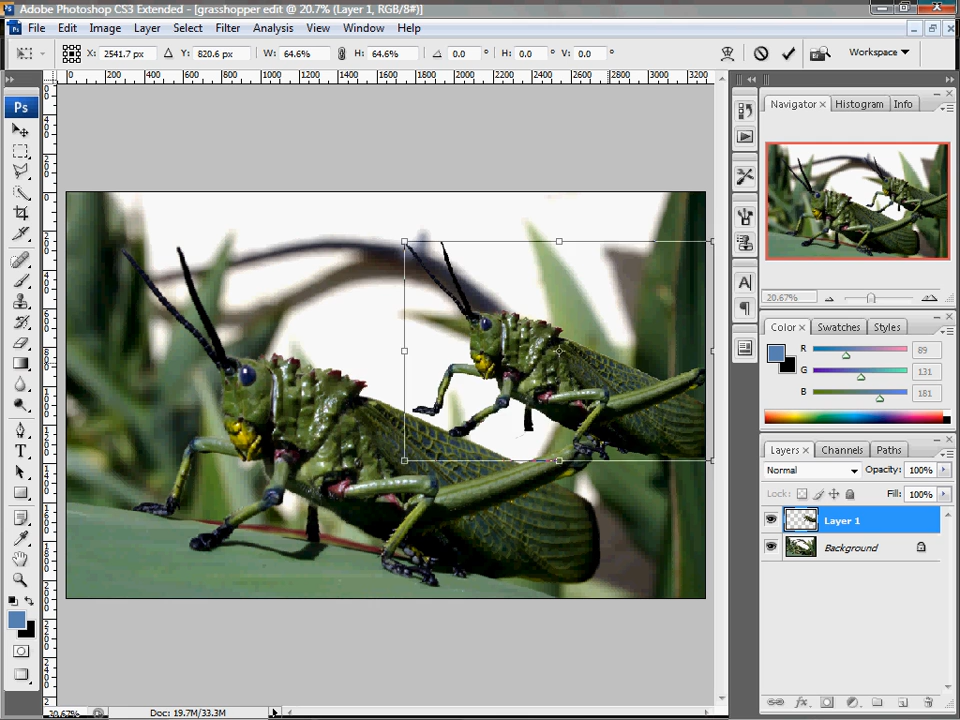 Adobe Photoshop CS3 Extended - [grasshopper edit @ 20.7% (Layer 1, RGB/8#)]
Ps File Edit Image Layer Select Filter Analysis View Window Help
X: 2541.7 px Y: 820.6 px W: 64.6% H: 64.6% 0.0 ° H: 0.0 ° V: 0.0 ° Workspace
0 200 400 600 800 1000 1200 1400 1600 1800 2000 2200 2400 2600 2800 3000 3200
Ps
Navigator × Histogram Info
20.67%
Color × Swatches Styles
R 89
G 131
B 181
Layers × Channels Paths
Normal Opacity: 100%
Lock: Fill: 100%
Layer 1
Background
T
A
20.67% Doc: 19.7M/33.3M